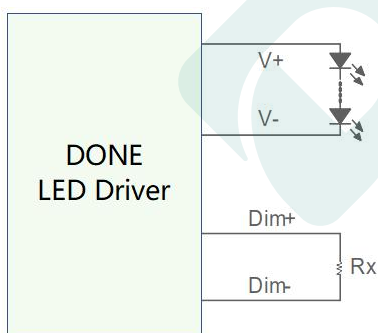 V+
V-
DONE
LED Driver
Dim+
Rx
Dim-